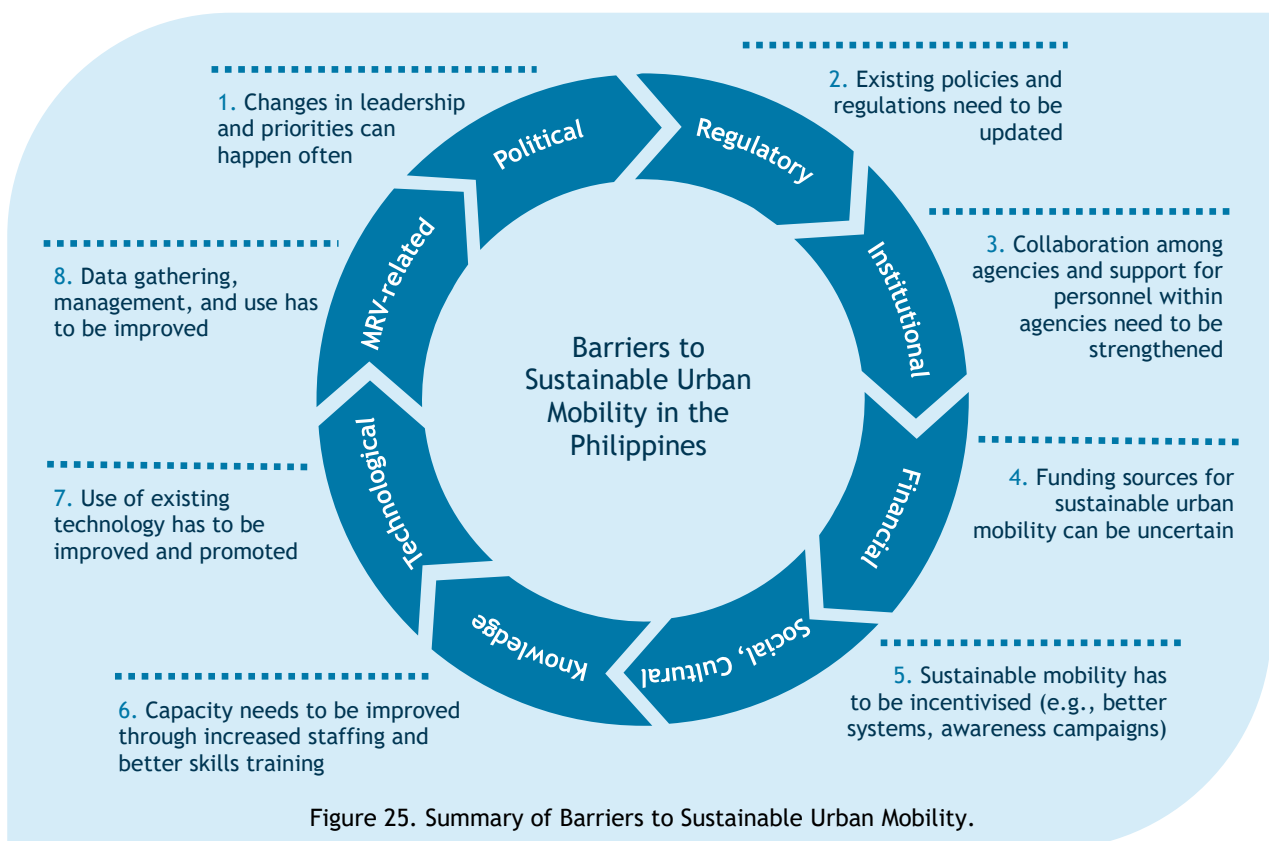 1. Changes in leadership
and priorities can
happen often
2. Existing policies and
regulations need to be
updated
3. Collaboration among
agencies and support for
personnel within
agencies need to be
strengthened
4. Funding sources for
sustainable urban
mobility can be uncertain
5. Sustainable mobility has
to be incentivised (e.g., better
systems, awareness campaigns)
6. Capacity needs to be improved
through increased staffing and
better skills training
7. Use of existing
technology has to be
improved and promoted
8. Data gathering,
management, and use has
to be improved
Political
Regulatory
Institutional
Financial
Social, Cultural
Knowledge
Technological
MRV-related
Barriers to
Sustainable Urban
Mobility in the
Philippines
Figure 25. Summary of Barriers to Sustainable Urban Mobility.